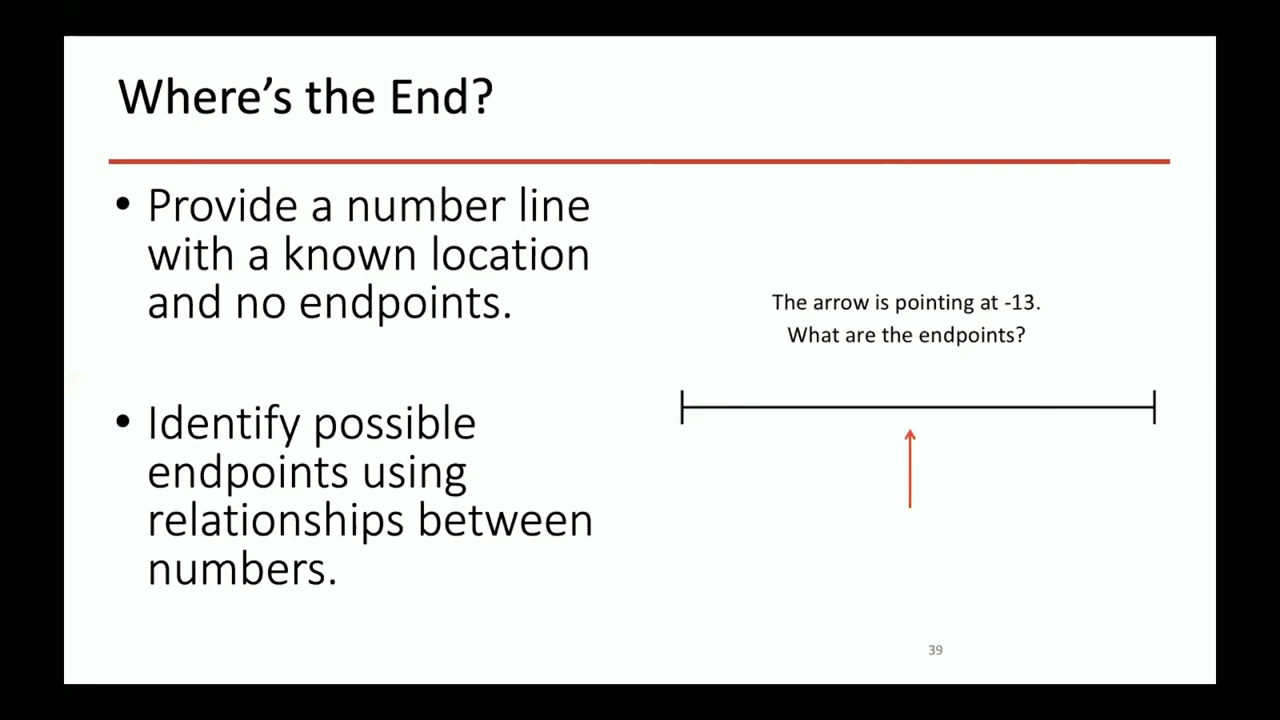 Where’s the End?
• Provide a number line
with a known location
and no endpoints.
• Identify possible
endpoints using
relationships between
numbers.
The arrow is pointing at -13.
What are the endpoints?
39